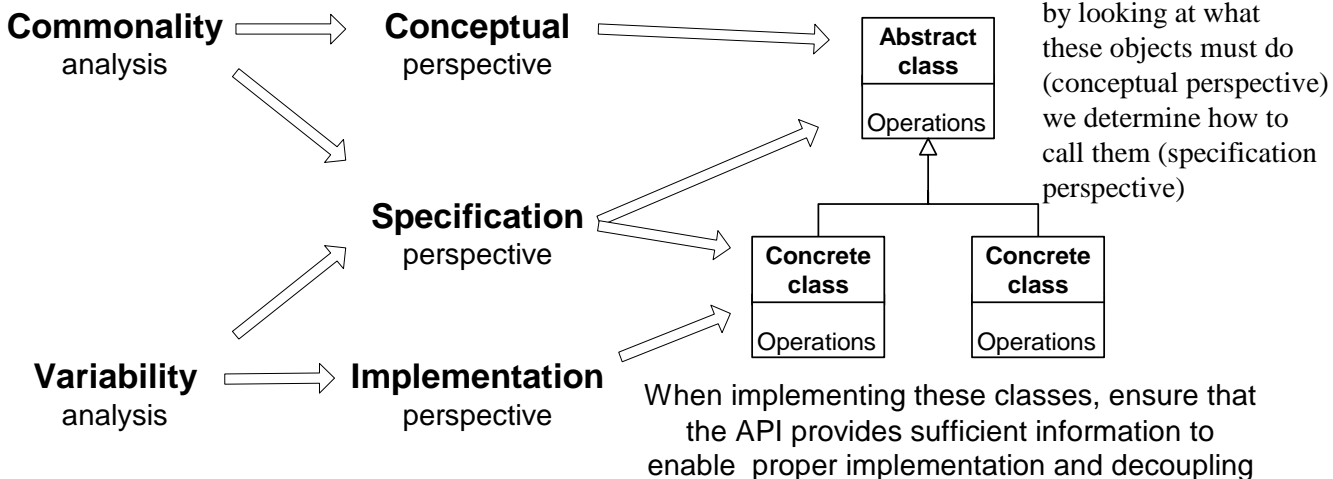 Commonality
analysis
Conceptual
perspective
Abstract
class
Operations
by looking at what
these objects must do
(conceptual perspective)
we determine how to
call them (specification
perspective)
Specification
perspective
Concrete
class
Operations
Concrete
class
Operations
Variability
analysis
Implementation
perspective
When implementing these classes, ensure that
the API provides sufficient information to
enable proper implementation and decoupling